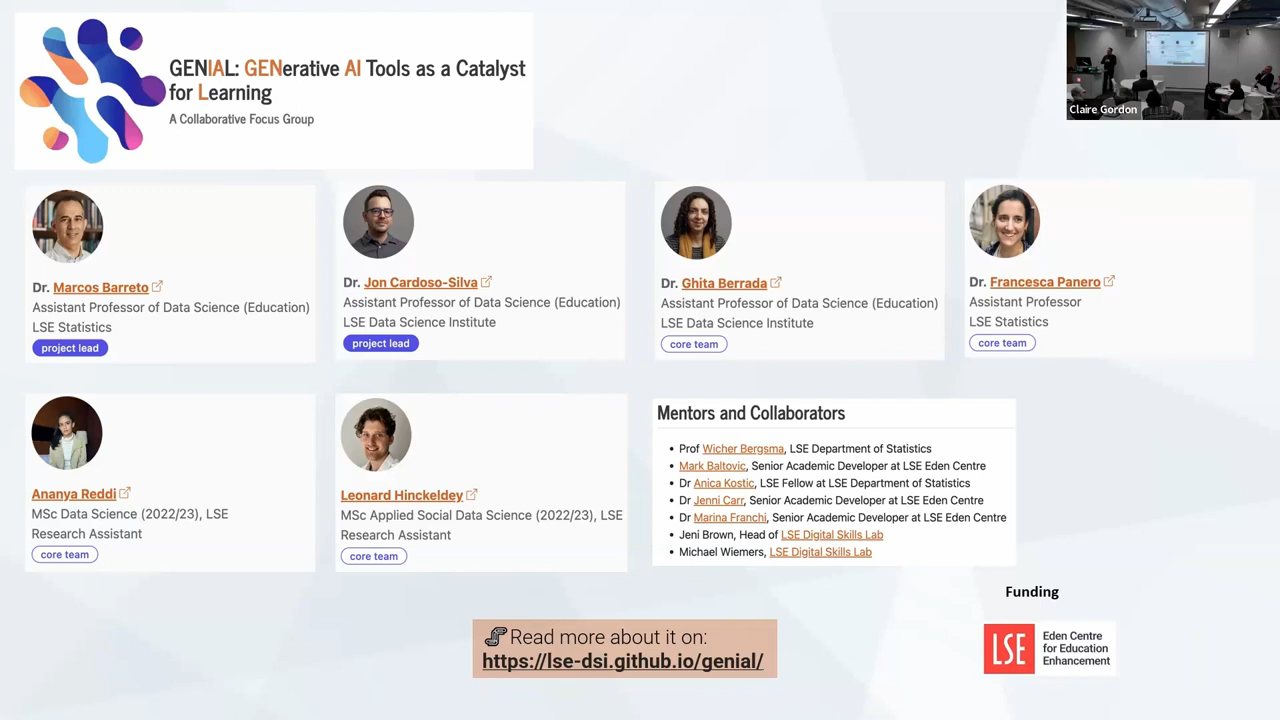 GENIAL: GENerative AI Tools as a Catalyst
for Learning
A Collaborative Focus Group
Claire Gordon
Dr. Marcos Barreto
Assistant Professor of Data Science (Education)
LSE Statistics
project lead
Dr. Jon Cardoso-Silva
Assistant Professor of Data Science (Education)
LSE Data Science Institute
project lead
Dr. Ghita Berrada
Assistant Professor of Data Science (Education)
LSE Data Science Institute
core team
Dr. Francesca Panero
Assistant Professor
LSE Statistics
core team
Ananya Reddi
MSc Data Science (2022/23), LSE
Research Assistant
core team
Leonard Hinckeldey
MSc Applied Social Data Science (2022/23), LSE
Research Assistant
core team
Mentors and Collaborators
• Prof Wicher Bergsma, LSE Department of Statistics
• Mark Baltovic, Senior Academic Developer at LSE Eden Centre
• Dr Anica Kostic, LSE Fellow at LSE Department of Statistics
• Dr Jenni Carr, Senior Academic Developer at LSE Eden Centre
• Dr Marina Franchi, Senior Academic Developer at LSE Eden Centre
• Jeni Brown, Head of LSE Digital Skills Lab
• Michael Wiemers, LSE Digital Skills Lab
Funding
LSE
Eden Centre
for Education
Enhancement
Read more about it on:
https://lse-dsi.github.io/genial/